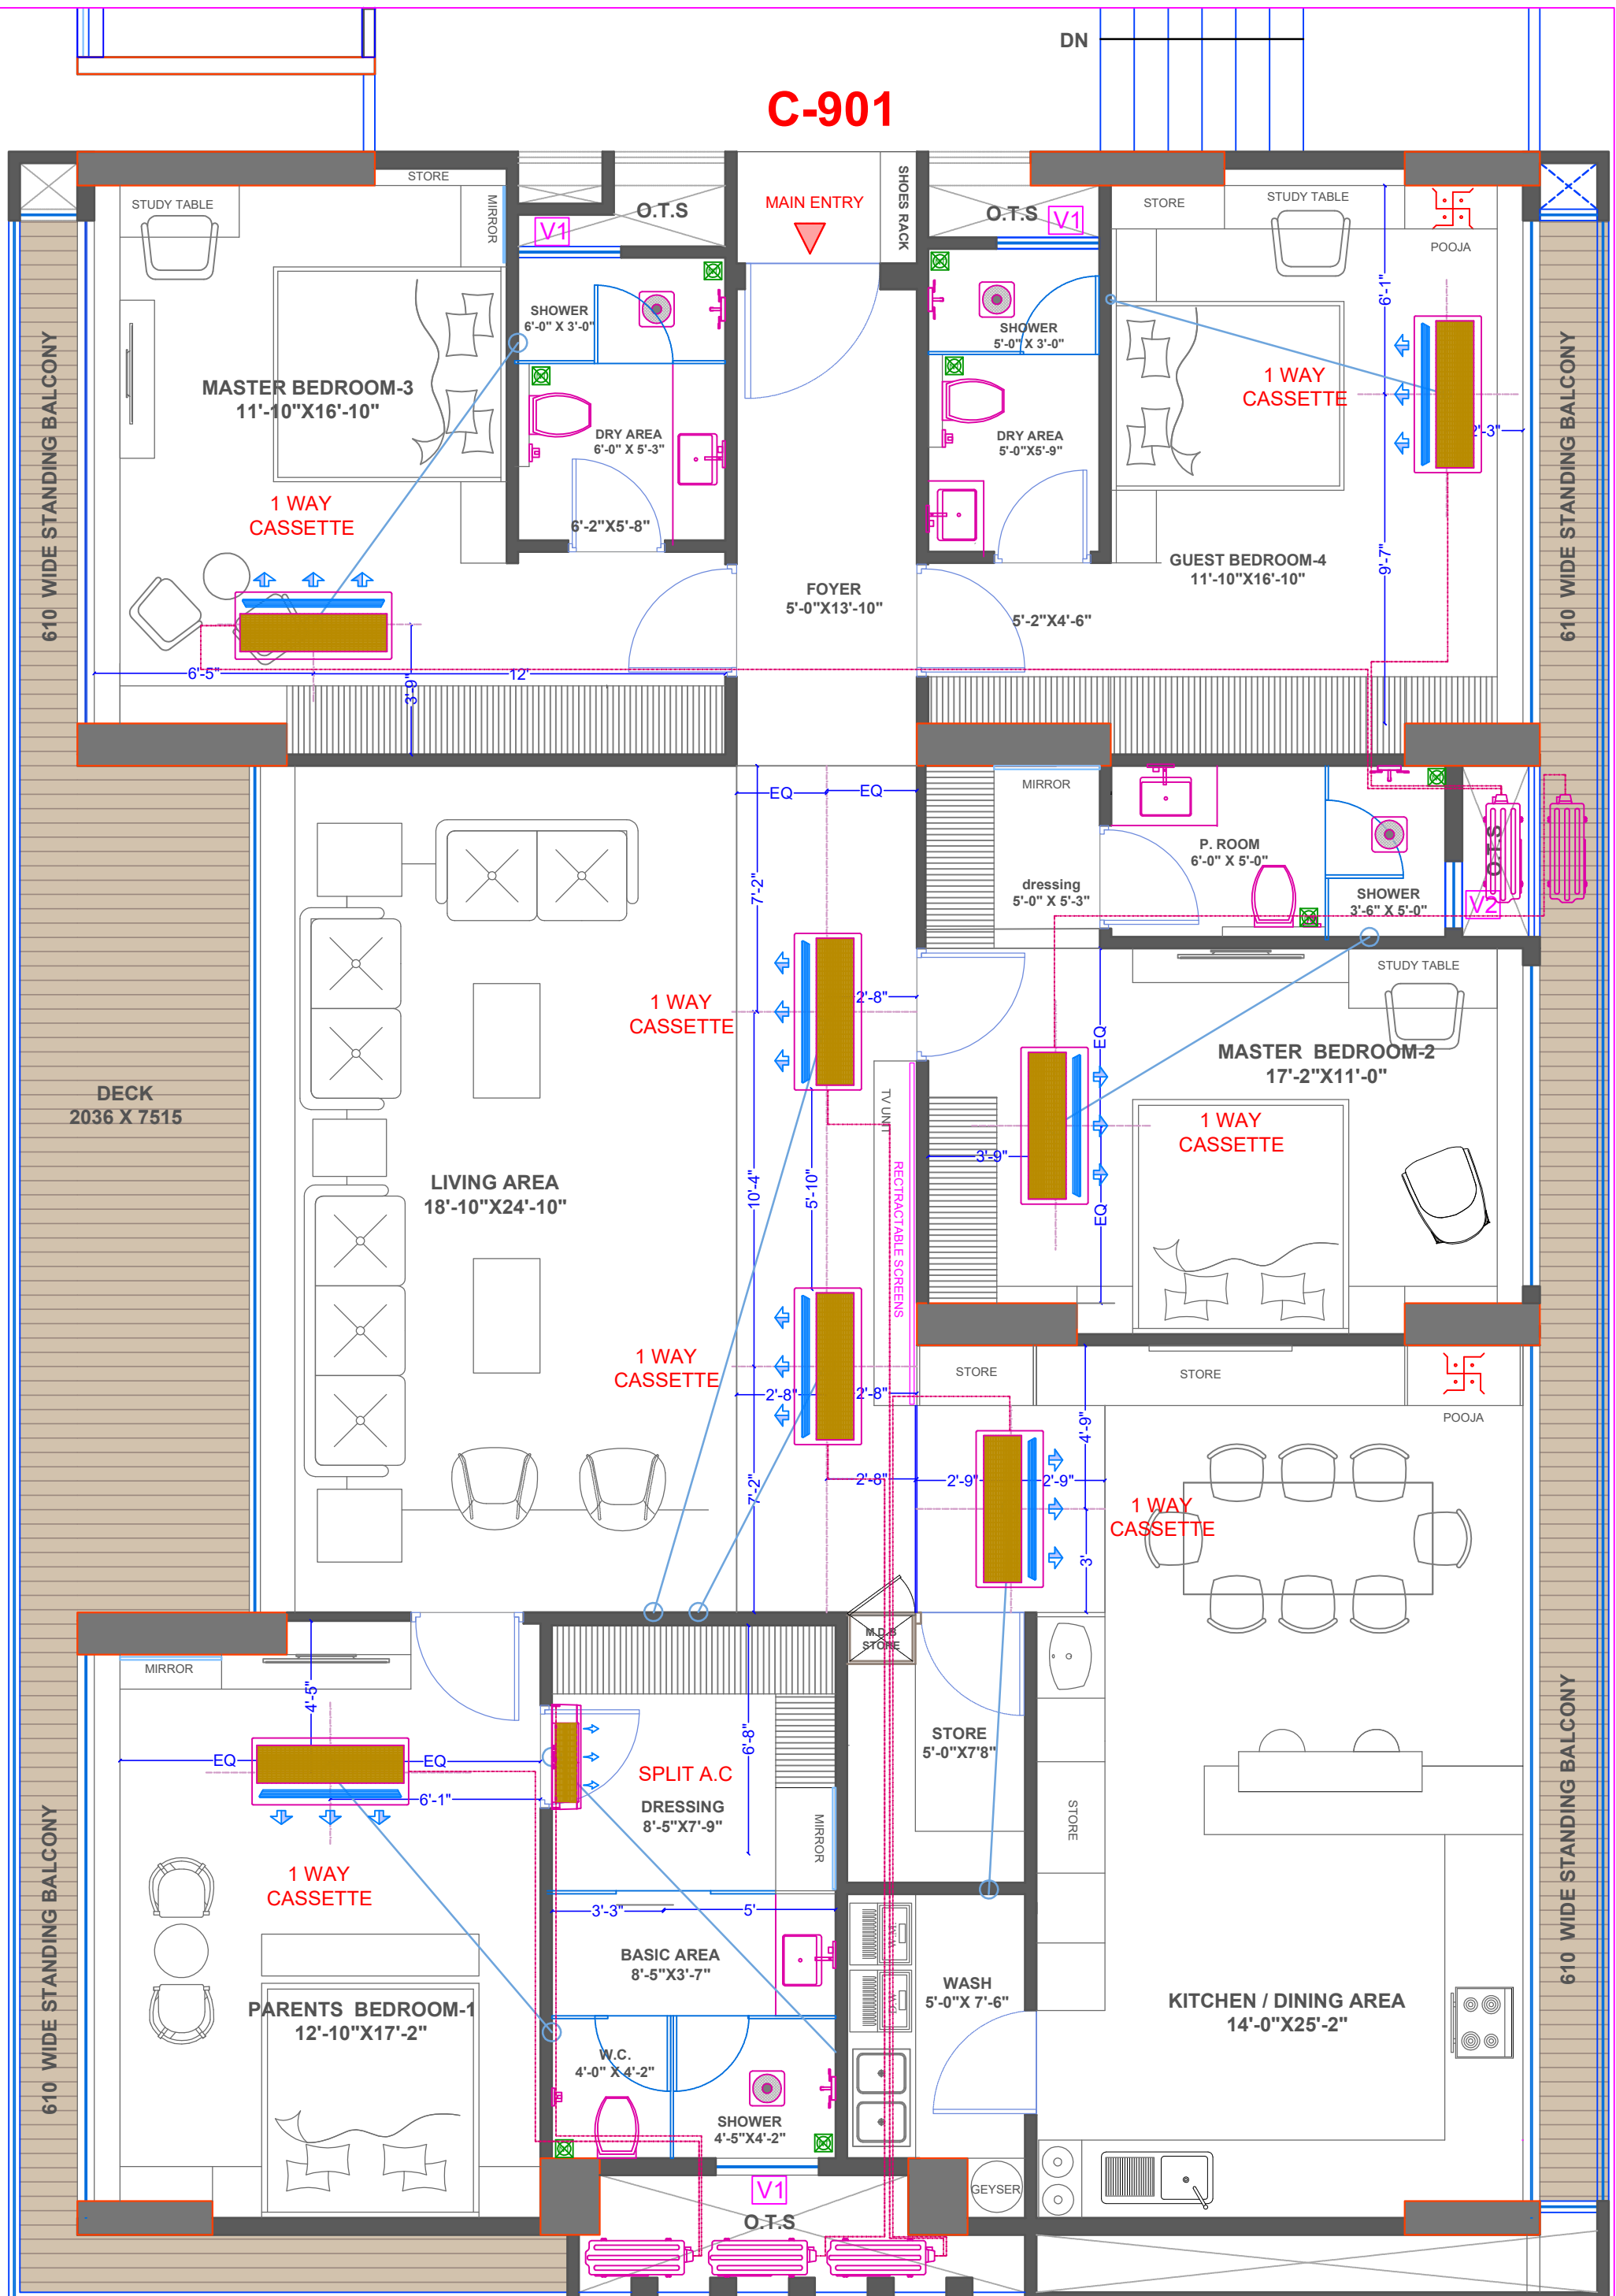 DN
C-901
STORE
STUDY TABLE
MIRROR
V1
O.T.S
MAIN ENTRY
SHOES RACK
O.T.S
V1
STORE
STUDY TABLE
POOJA
610 WIDE STANDING BALCONY
MASTER BEDROOM-3
11'-10"X16'-10"
SHOWER
6'-0" X 3'-0"
DRY AREA
6'-0" X 5'-3"
6'-2"X5'-8"
1 WAY
CASSETTE
6'-5"
12'
3'-9"
FOYER
5'-0"X13'-10"
SHOWER
5'-0" X 3'-0"
DRY AREA
5'-0"X5'-9"
5'-2"X4'-6"
6'-1"
1 WAY
CASSETTE
2'-3"
9'-7"
GUEST BEDROOM-4
11'-10"X16'-10"
610 WIDE STANDING BALCONY
EQ
EQ
7'-2"
MIRROR
dressing
5'-0" X 5'-3"
P. ROOM
6'-0" X 5'-0"
SHOWER
3'-6" X 5'-0"
O.T.S
V2
DECK
2036 X 7515
LIVING AREA
18'-10"X24'-10"
1 WAY
CASSETTE
2'-8"
TV UNIT
RECTRACTABLE SCREENS
10'-4"
5'-10"
1 WAY
CASSETTE
2'-8"
2'-8"
7'-2"
2'-8"
STUDY TABLE
MASTER BEDROOM-2
17'-2"X11'-0"
EQ
EQ
3'-9"
1 WAY
CASSETTE
STORE
STORE
POOJA
4'-9"
2'-9"
2'-9"
3'
1 WAY
CASSETTE
M.D.B
STORE
MIRROR
4'-5"
EQ
EQ
6'-1"
1 WAY
CASSETTE
610 WIDE STANDING BALCONY
PARENTS BEDROOM-1
12'-10"X17'-2"
SPLIT A.C
DRESSING
8'-5"X7'-9"
6'-8"
MIRROR
3'-3"
5'
BASIC AREA
8'-5"X3'-7"
W.C.
4'-0" X 4'-2"
SHOWER
4'-5"X4'-2"
STORE
5'-0"X7'8"
STORE
WASH
5'-0"X 7'-6"
KITCHEN / DINING AREA
14'-0"X25'-2"
610 WIDE STANDING BALCONY
GEYSER
V1
O.T.S